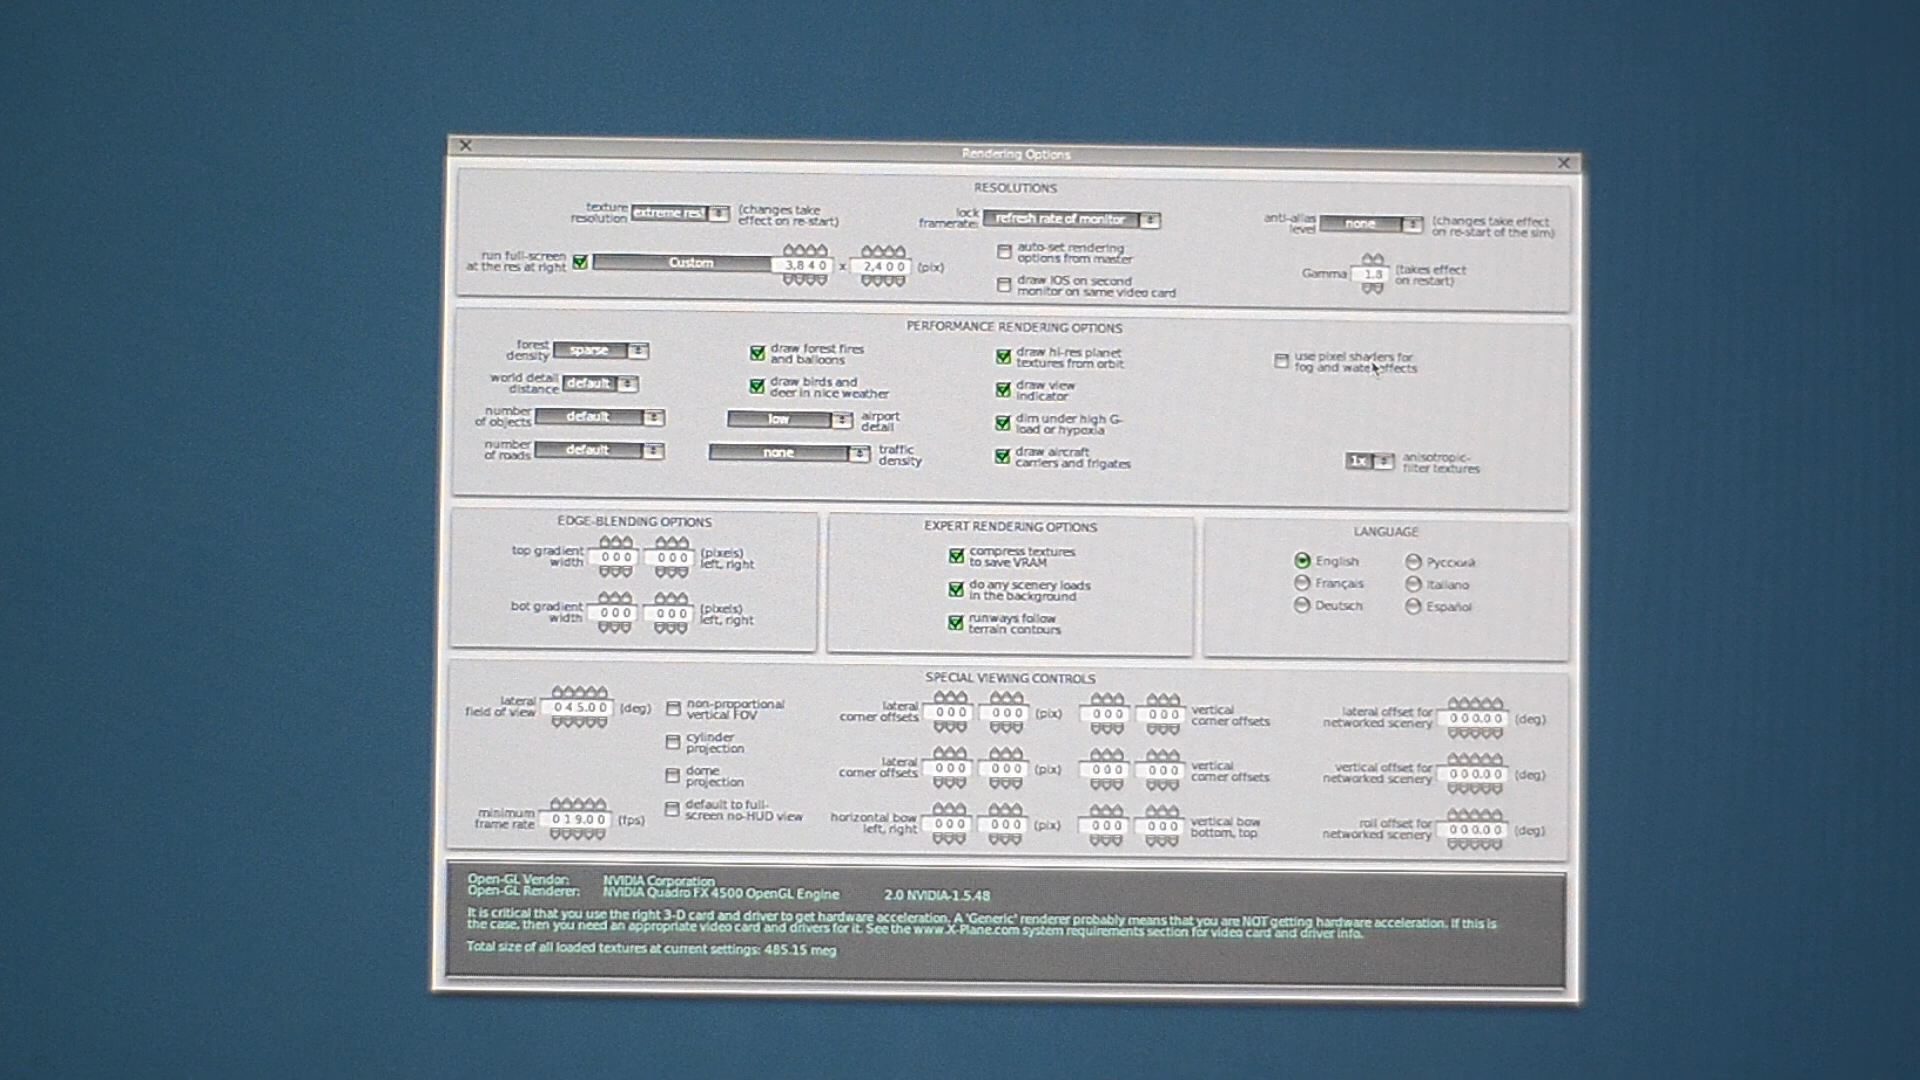 Rendering Options
RESOLUTIONS
texture
resolution
extreme res!
(changes take
effect on re-start)
lock
framerate:
refresh rate of monitor
anti-alias
level
none
(changes take effect
on re-start of the sim)
run full-screen
at the res at right
Custom
3,840 x 2,400 (pix)
auto-set rendering
options from master
draw IOS on second
monitor on same video card
Gamma 1.8
(takes effect
on restart)
PERFORMANCE RENDERING OPTIONS
forest
density
sparse
world detail
distance
default
number
of objects
default
number
of roads
default
draw forest fires
and balloons
draw birds and
deer in nice weather
low
airport
detail
none
traffic
density
draw hi-res planet
textures from orbit
draw view
indicator
dim under high G-
load or hypoxia
draw aircraft
carriers and frigates
use pixel shaders for
fog and water effects
1x
anisotropic-
filter textures
EDGE-BLENDING OPTIONS
top gradient
width
000 000
(pixels)
left, right
bot gradient
width
000 000
(pixels)
left, right
EXPERT RENDERING OPTIONS
compress textures
to save VRAM
do any scenery loads
in the background
runways follow
terrain contours
LANGUAGE
English
Русский
Français
Italiano
Deutsch
Español
SPECIAL VIEWING CONTROLS
lateral
field of view
045.00 (deg)
minimum
frame rate
019.00 (fps)
non-proportional
vertical FOV
cylinder
projection
dome
projection
default to full-
screen no-HUD view
lateral
corner offsets
000 000 (pix) 000 000
vertical
corner offsets
lateral
corner offsets
000 000 (pix) 000 000
vertical
corner offsets
horizontal bow
left, right
000 000 (pix) 000 000
vertical bow
bottom, top
lateral offset for
networked scenery
000.00 (deg)
vertical offset for
networked scenery
000.00 (deg)
roll offset for
networked scenery
000.00 (deg)
Open-GL Vendor: NVIDIA Corporation
Open-GL Renderer: NVIDIA Quadro FX 4500 OpenGL Engine 2.0 NVIDIA-1.5.48
It is critical that you use the right 3-D card and driver to get hardware acceleration. A 'Generic' renderer probably means that you are NOT getting hardware acceleration. If this is
the case, then you need an appropriate video card and drivers for it. See the www.X-Plane.com system requirements section for video card and driver info.
Total size of all loaded textures at current settings: 485.15 meg